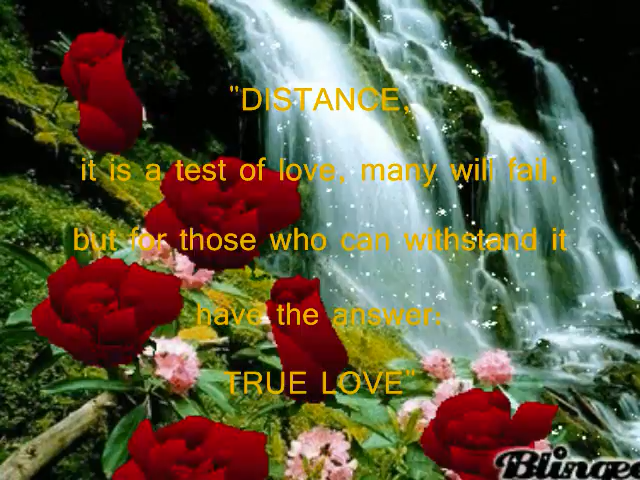 "DISTANCE,
it is a test of love, many will fail,
but for those who can withstand it
have the answer:
TRUE LOVE"
Blingee